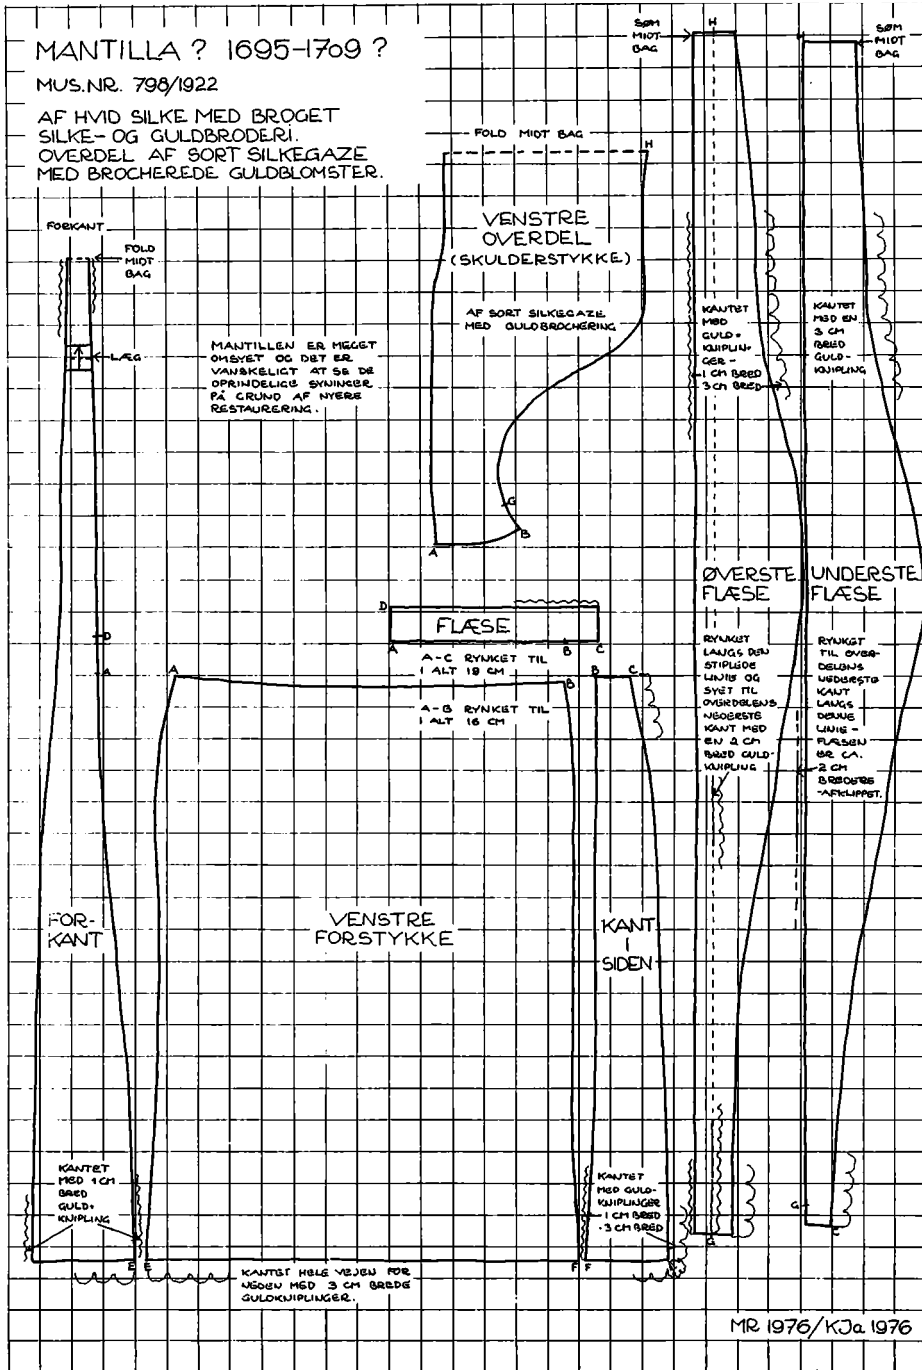 MANTILLA ? 1695-1709 ?
MUS.NR. 798/1922
AF HVID SILKE MED BROGET
SILKE- OG GULDBRODERI.
OVERDEL AF SORT SILKEGAZE
MED BROCHEREDE GULDBLOMSTER.
FORKANT
FOLD
MIDT
BAG
LÆG
MANTILLEN ER MEGET
OMSYET OG DET ER
VANSKELIGT AT SE DE
OPRINDELIGE SYNINGER
PÅ GRUND AF NYERE
RESTAURERING.
D
A
FOR-
KANT
KANTET
MED 1 CM
BRED
GULD-
KNIPLING
E
FOLD MIDT BAG
H
VENSTRE
OVERDEL
(SKULDERSTYKKE)
AF SORT SILKEGAZE
MED GULDBROCHERING
G
B
A
D
FLÆSE
A
B
C
A-C RYNKET TIL
I ALT 19 CM
A-B RYNKET TIL
I ALT 16 CM
A
B
VENSTRE
FORSTYKKE
E
F
KANTET HELE VEJEN FOR
NEDEN MED 3 CM BREDE
GULDKNIPLINGER.
B
C
KANT
I
SIDEN
KANTET
MED GULD-
KNIPLINGER
- 1 CM BRED
- 3 CM BRED
F
SØM
MIDT
BAG
H
KANTET
MED
GULD-
KNIPLIN-
GER -
1 CM BRED
3 CM BRED
ØVERSTE
FLÆSE
RYNKET
LANGS DEN
STIPLEDE
LINIE OG
SYET TIL
OVERDELENS
NEDERSTE
KANT MED
EN 2 CM
BRED GULD-
KNIPLING
G
SØM
MIDT
BAG
KANTET
MED EN
3 CM
BRED
GULD-
KNIPLING
UNDERSTE
FLÆSE
RYNKET
TIL OVER-
DELENS
NEDERSTE
KANT
LANGS
DENNE
LINIE -
FLÆSEN
ER CA.
2 CM
BREDERE
-AFKLIPPET.
G
C
MR 1976/KJa 1976